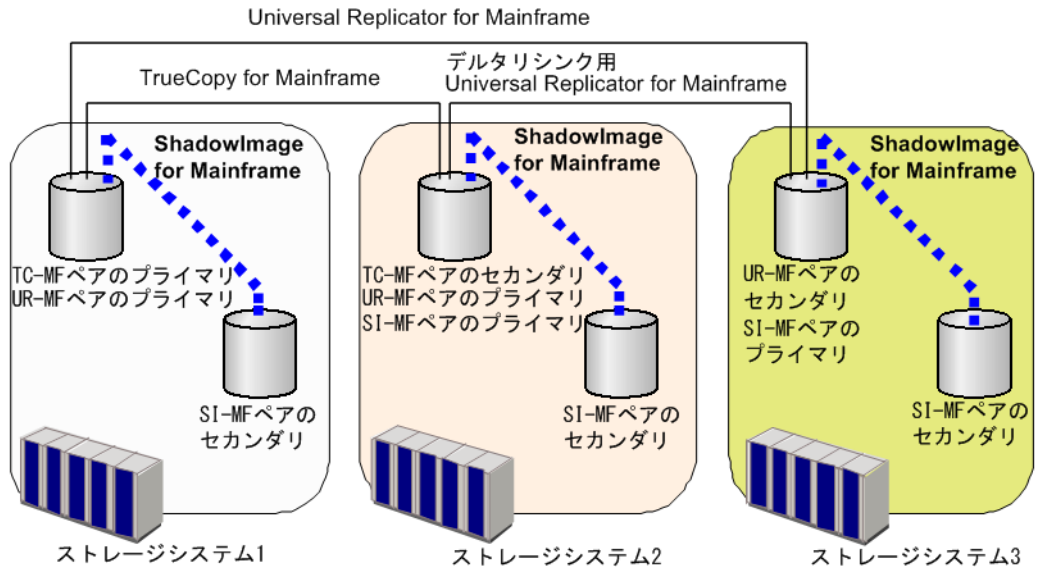 Universal Replicator for Mainframe
TrueCopy for Mainframe
デルタリシンク用
Universal Replicator for Mainframe
ShadowImage
for Mainframe
TC-MFペアのプライマリ
UR-MFペアのプライマリ
SI-MFペアの
セカンダリ
ストレージシステム1
ShadowImage
for Mainframe
TC-MFペアのセカンダリ
UR-MFペアのプライマリ
SI-MFペアのプライマリ
SI-MFペアの
セカンダリ
ストレージシステム2
ShadowImage
for Mainframe
UR-MFペアの
セカンダリ
SI-MFペアの
プライマリ
SI-MFペアの
セカンダリ
ストレージシステム3